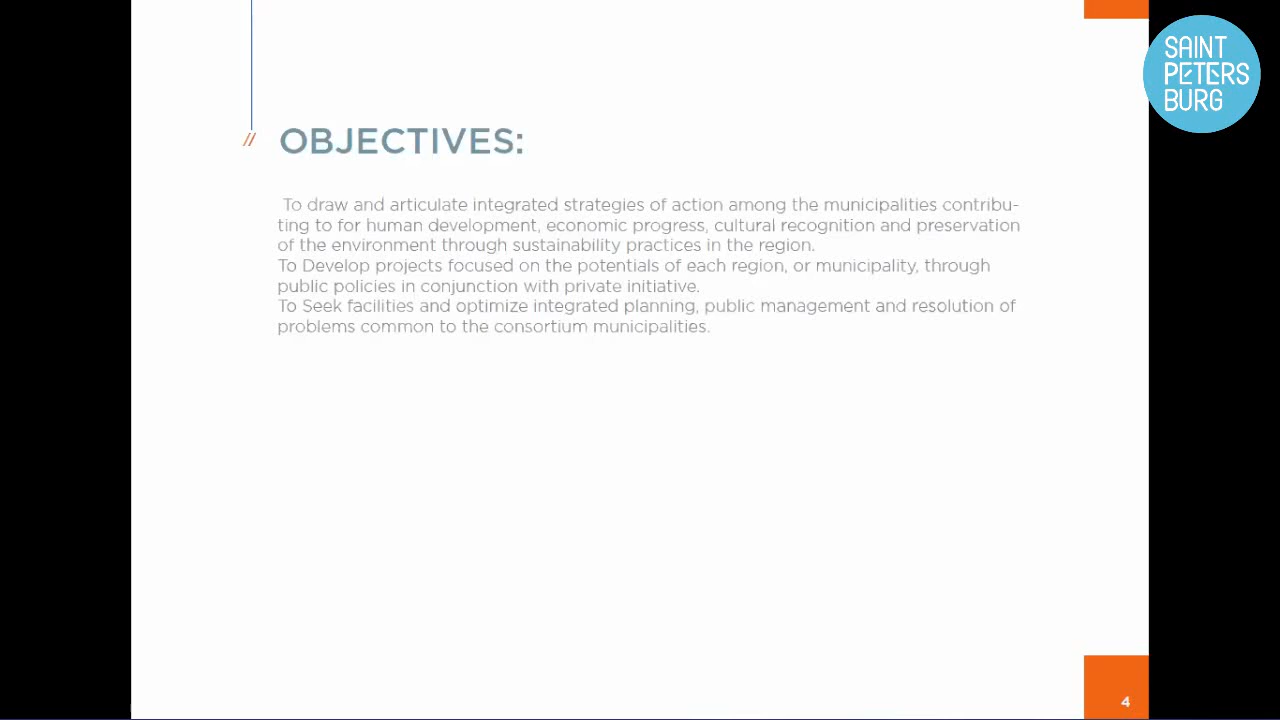 SAINT
PETERS
BURG
// OBJECTIVES:
To draw and articulate integrated strategies of action among the municipalities contribu-
ting to for human development, economic progress, cultural recognition and preservation
of the environment through sustainability practices in the region.
To Develop projects focused on the potentials of each region, or municipality, through
public policies in conjunction with private initiative.
To Seek facilities and optimize integrated planning, public management and resolution of
problems common to the consortium municipalities.
4